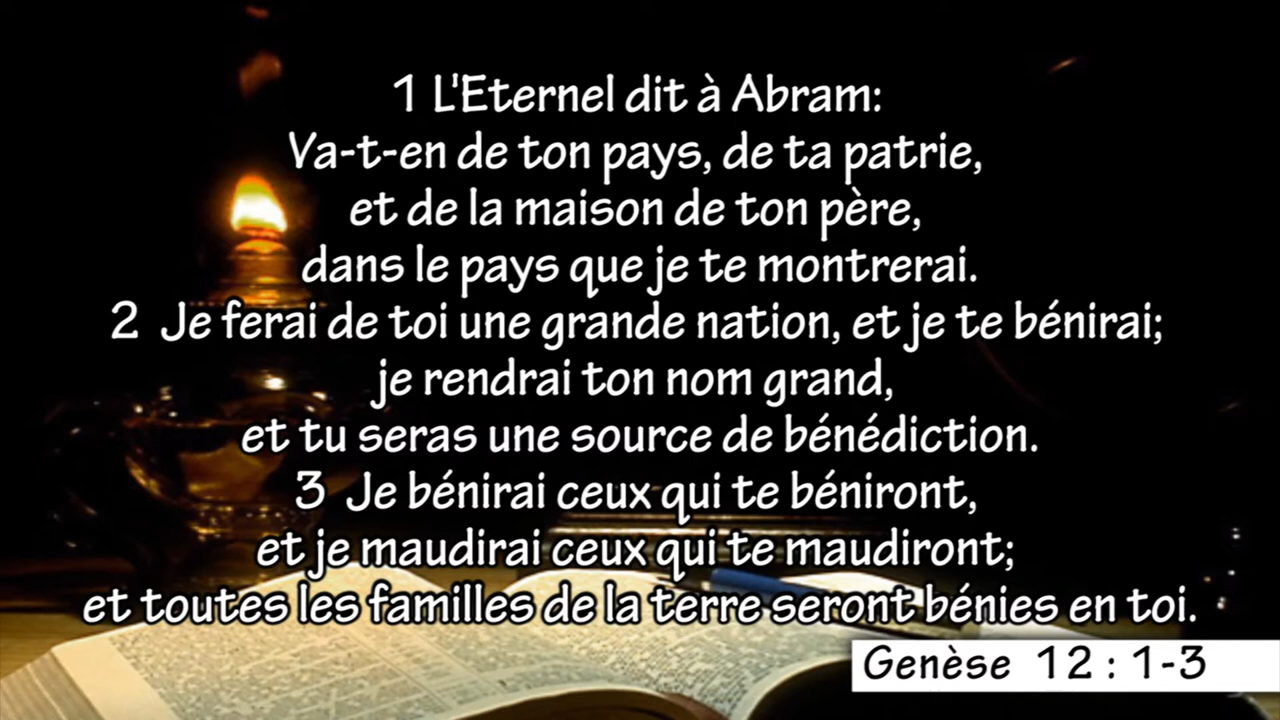 1 L'Eternel dit à Abram:
Va-t-en de ton pays, de ta patrie,
et de la maison de ton père,
dans le pays que je te montrerai.
2 Je ferai de toi une grande nation, et je te bénirai;
je rendrai ton nom grand,
et tu seras une source de bénédiction.
3 Je bénirai ceux qui te béniront,
et je maudirai ceux qui te maudiront;
et toutes les familles de la terre seront bénies en toi.
Genèse 12 : 1-3